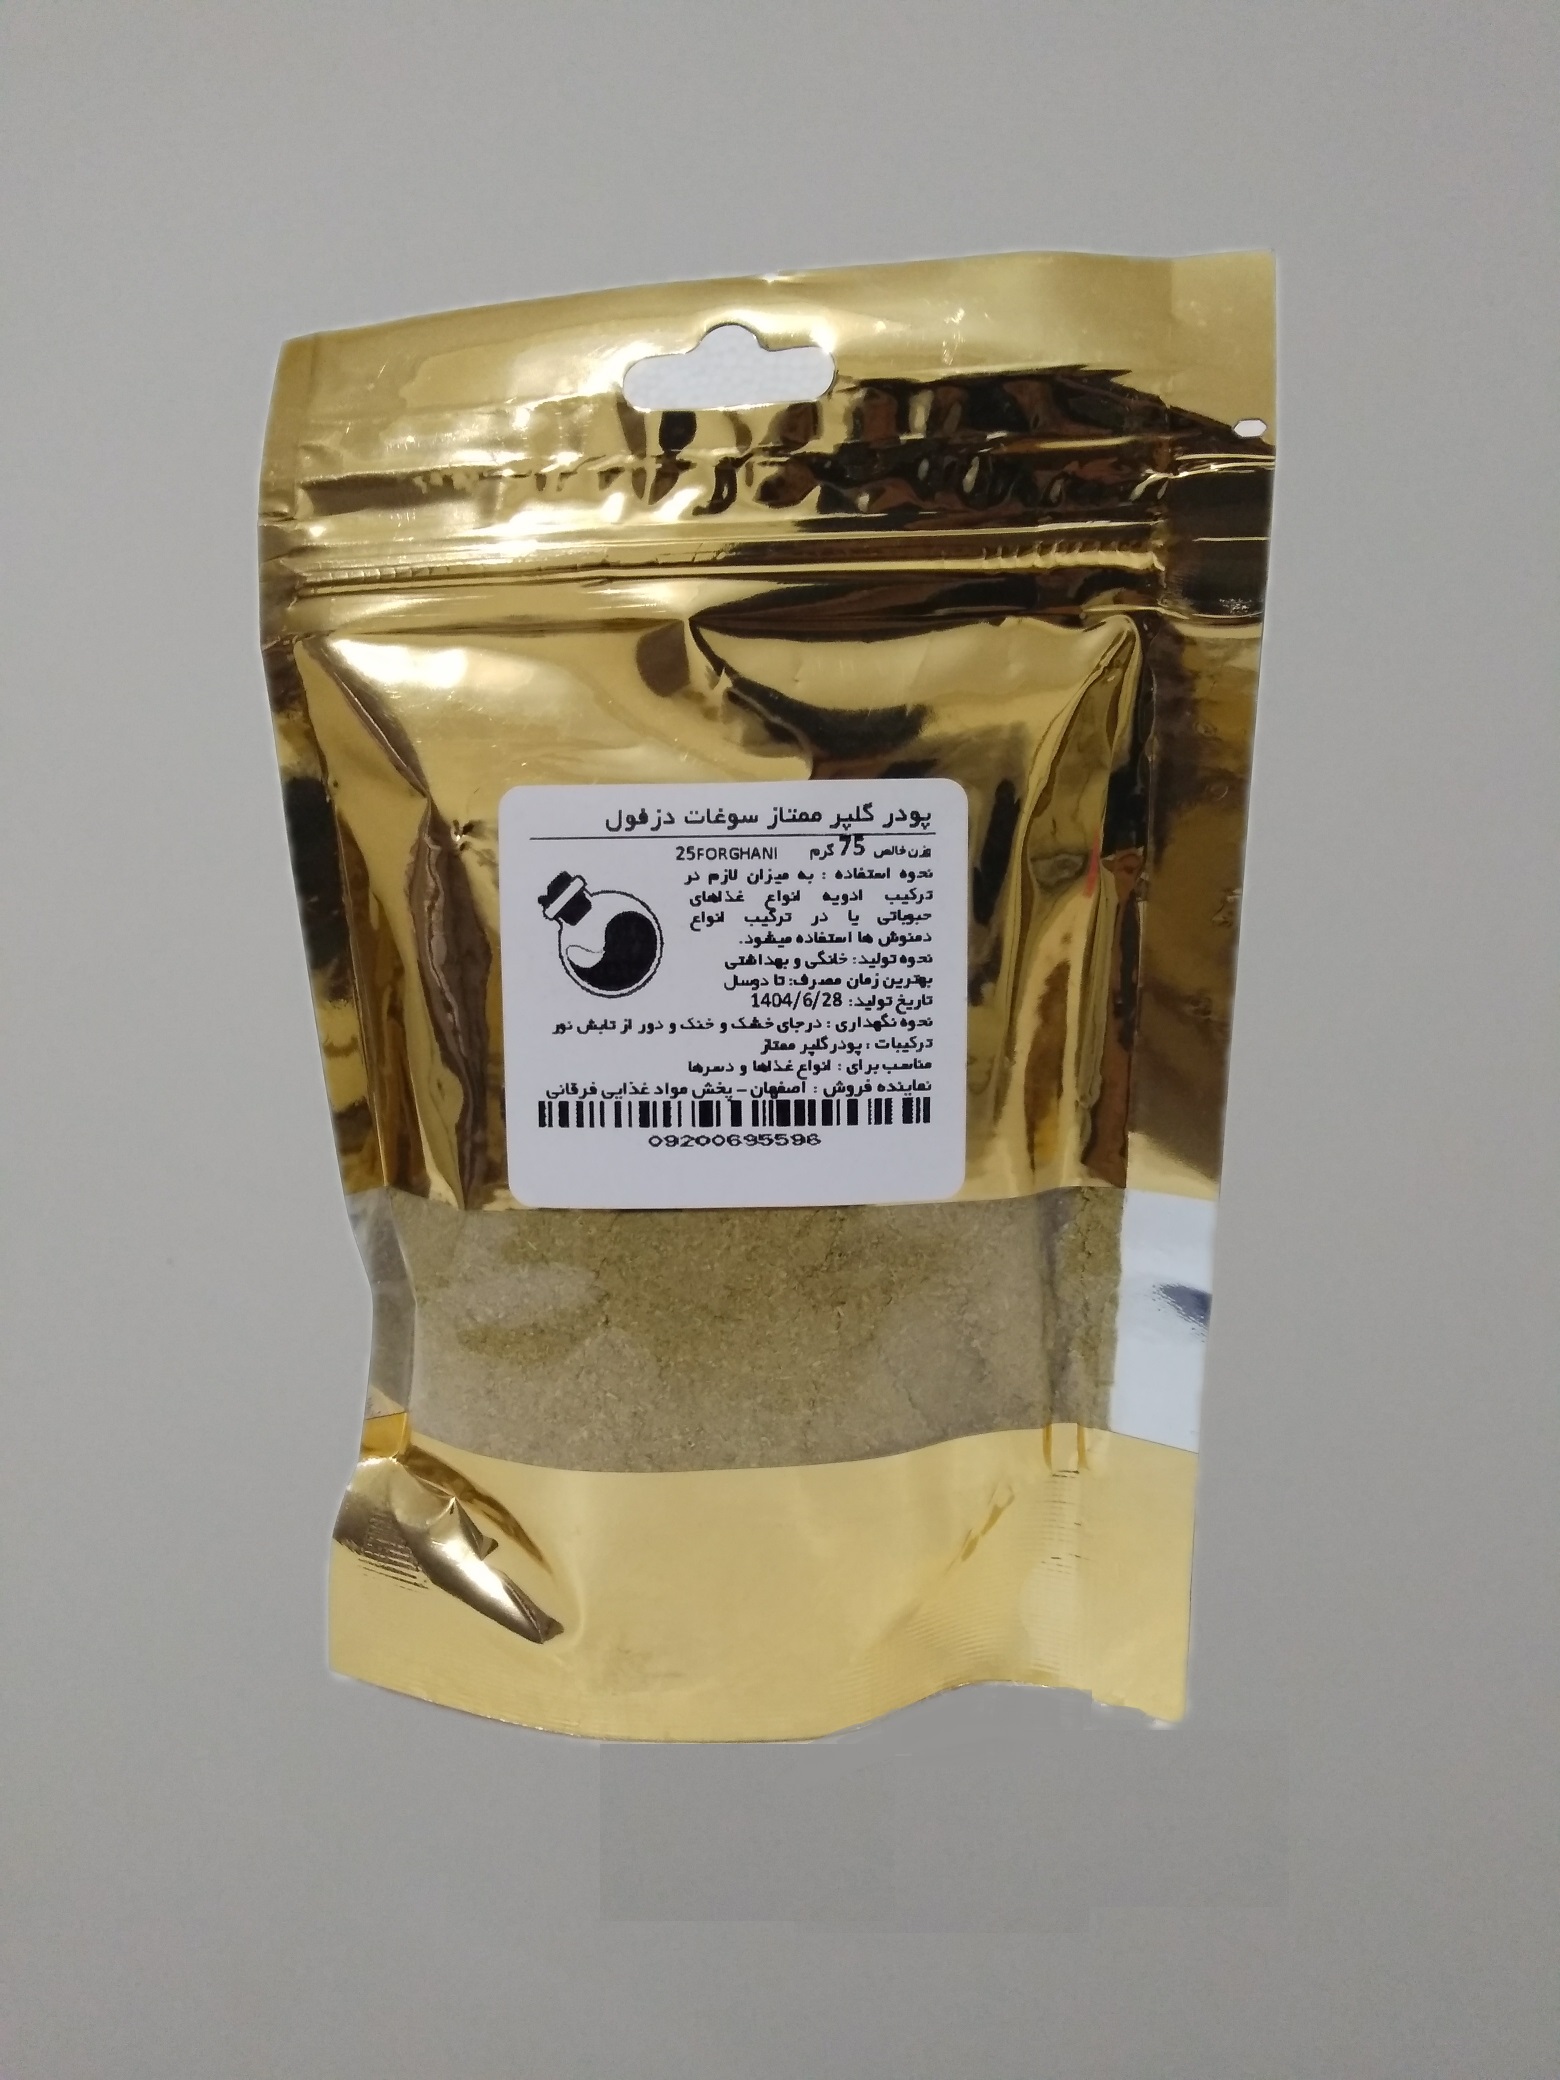 پودر گلپر ممتاز سوغات دزفول
وزن خالص 75 گرم 25FORGHANI
نحوه استفاده : به میزان لازم در
ترکیب ادویه انواع غذاهای
حبوباتی یا در ترکیب انواع
دمنوش ها استفاده میشود.
نحوه تولید: خانگی و بهداشتی
بهترین زمان مصرف: تا دوسل
تاریخ تولید: 1404/6/28
نحوه نگهداری : درجای خشک و خنک و دور از تابش نور
ترکیبات : پودرگلپر ممتاز
مناسب برای : انواع غذاها و دسرها
نماینده فروش : اصفهان - پخش مواد غذایی فرقانی
09200695596